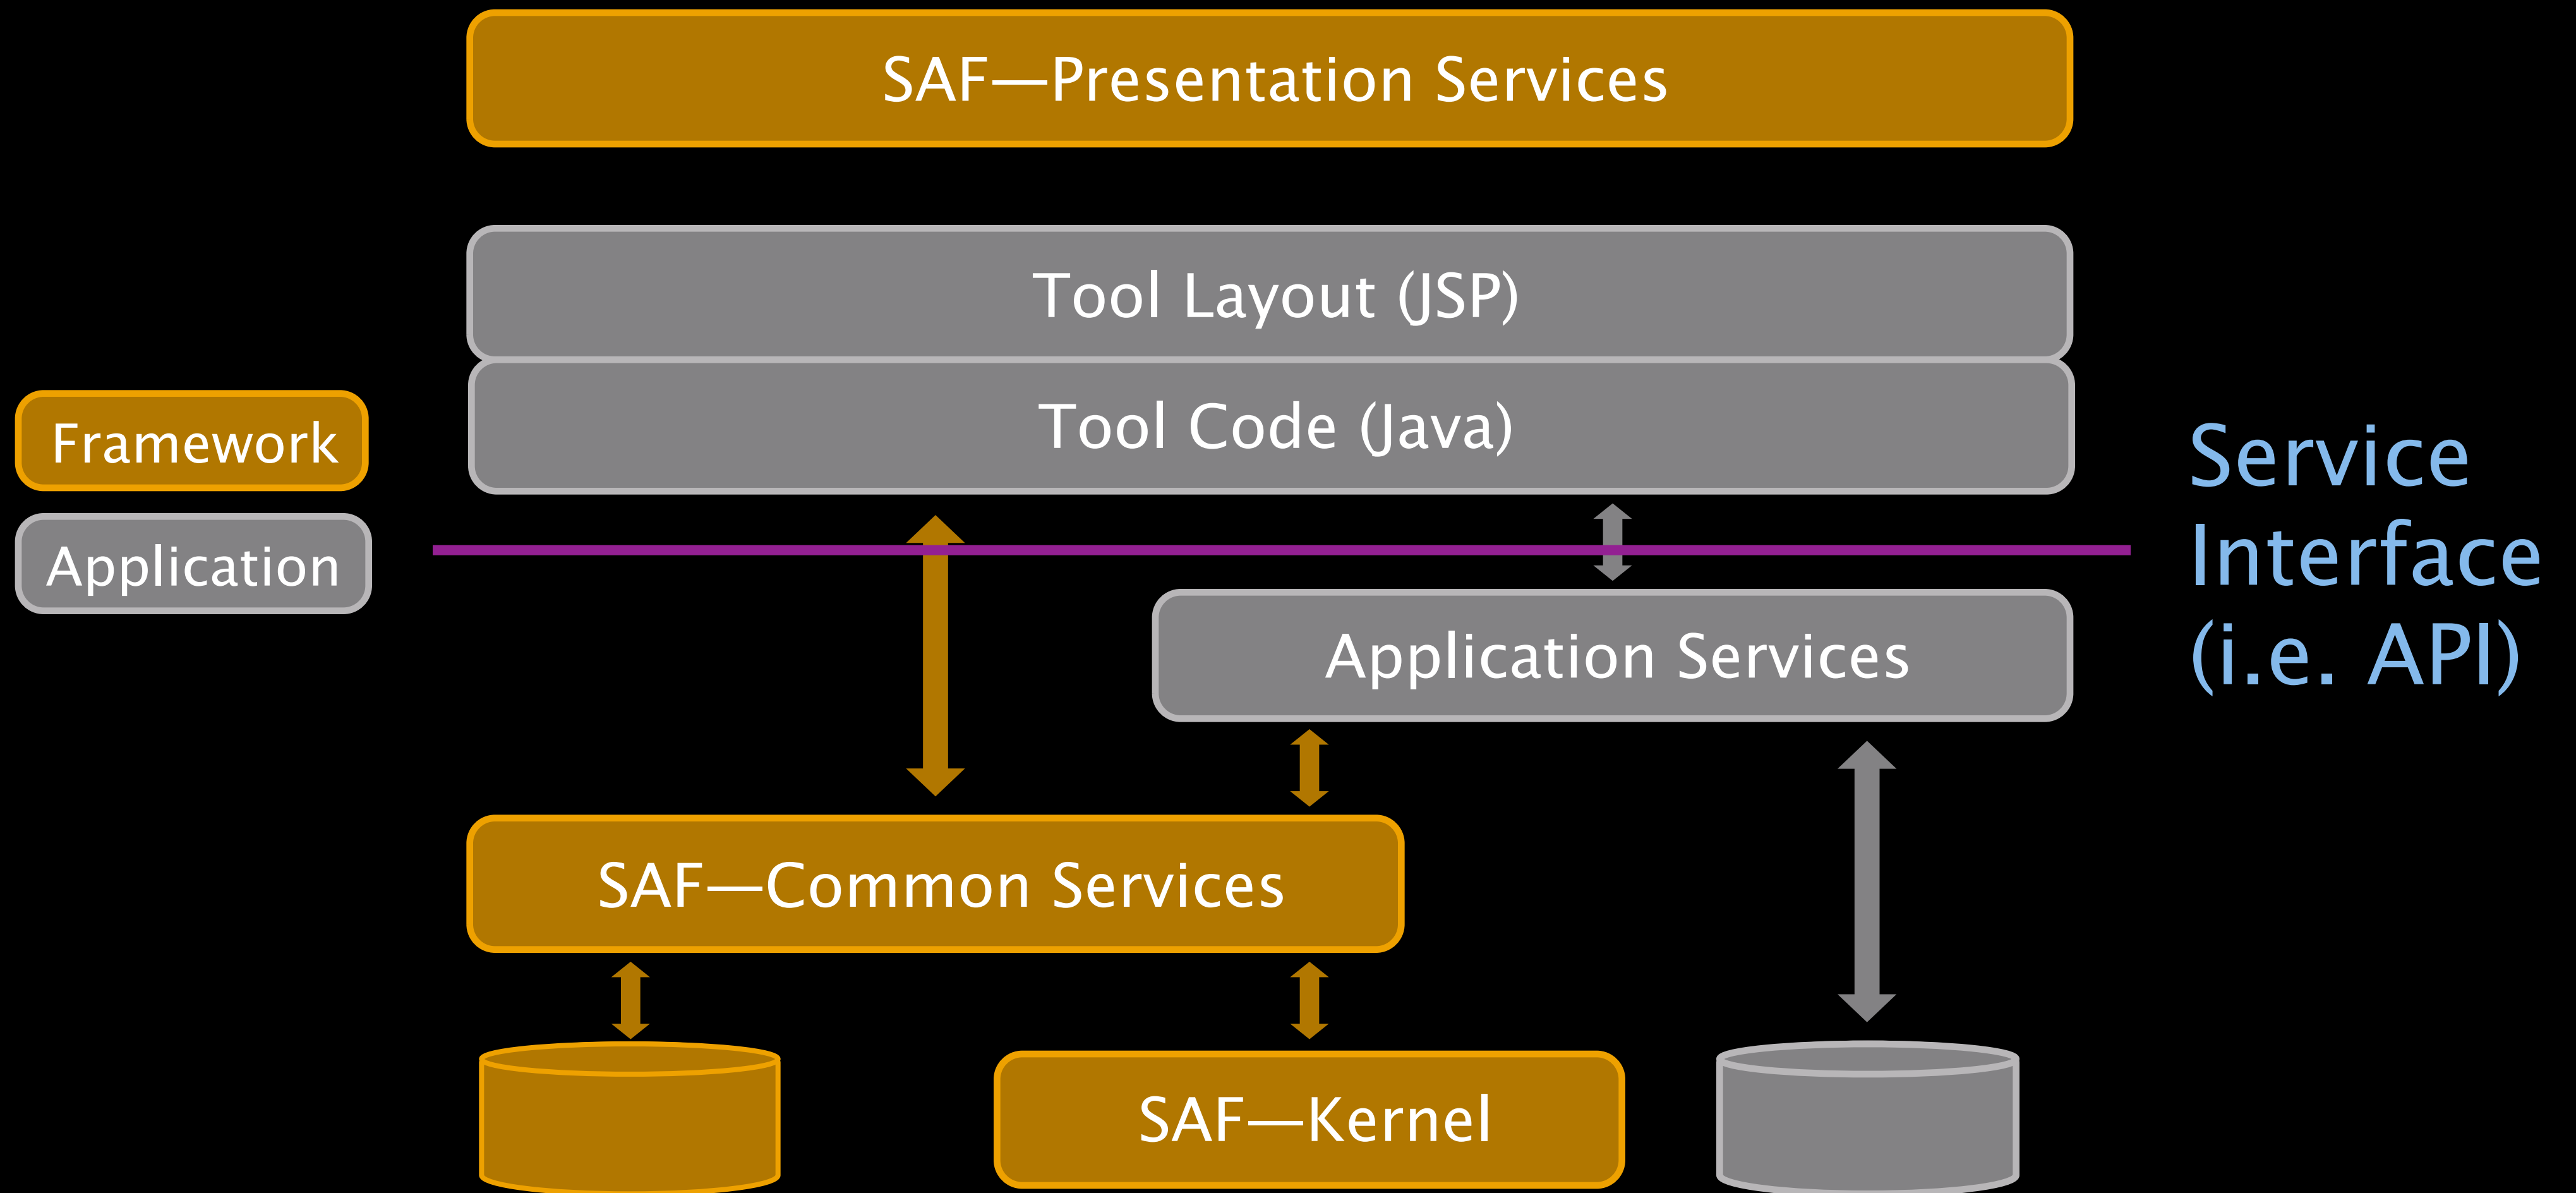 SAF—Presentation Services
Tool Layout (JSP)
Tool Code (Java)
Framework
Application
Service
Interface
(i.e. API)
Application Services
SAF—Common Services
SAF—Kernel